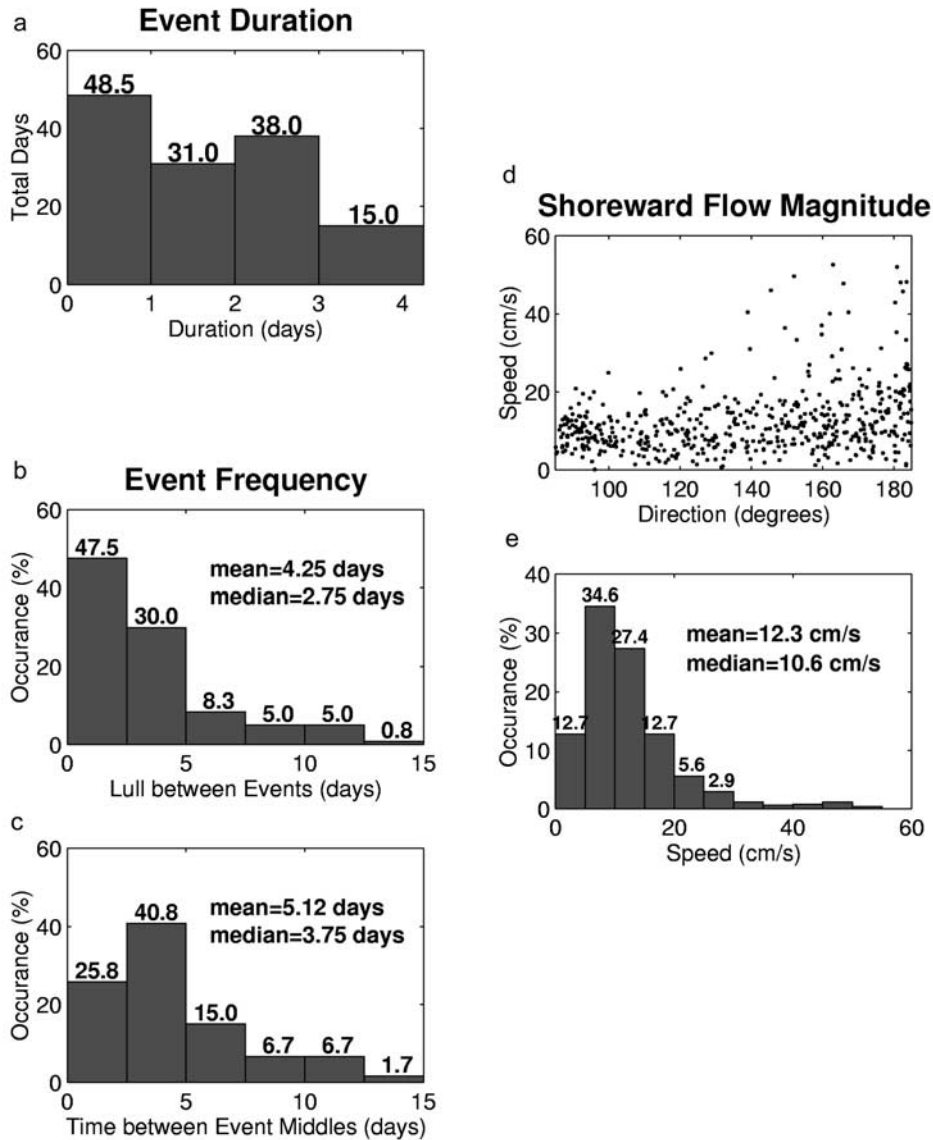 a
Event Duration
60
40
20
0
Total Days
48.5
31.0
38.0
15.0
0 1 2 3 4
Duration (days)
b
Event Frequency
60
40
20
0
Occurance (%)
47.5
30.0
8.3
5.0
5.0
0.8
mean=4.25 days
median=2.75 days
0 5 10 15
Lull between Events (days)
c
60
40
20
0
Occurance (%)
25.8
40.8
15.0
6.7
6.7
1.7
mean=5.12 days
median=3.75 days
0 5 10 15
Time between Event Middles (days)
d
Shoreward Flow Magnitude
60
40
20
0
Speed (cm/s)
100 120 140 160 180
Direction (degrees)
e
40
30
20
10
0
Occurance (%)
12.7
34.6
27.4
12.7
5.6
2.9
mean=12.3 cm/s
median=10.6 cm/s
0 20 40 60
Speed (cm/s)